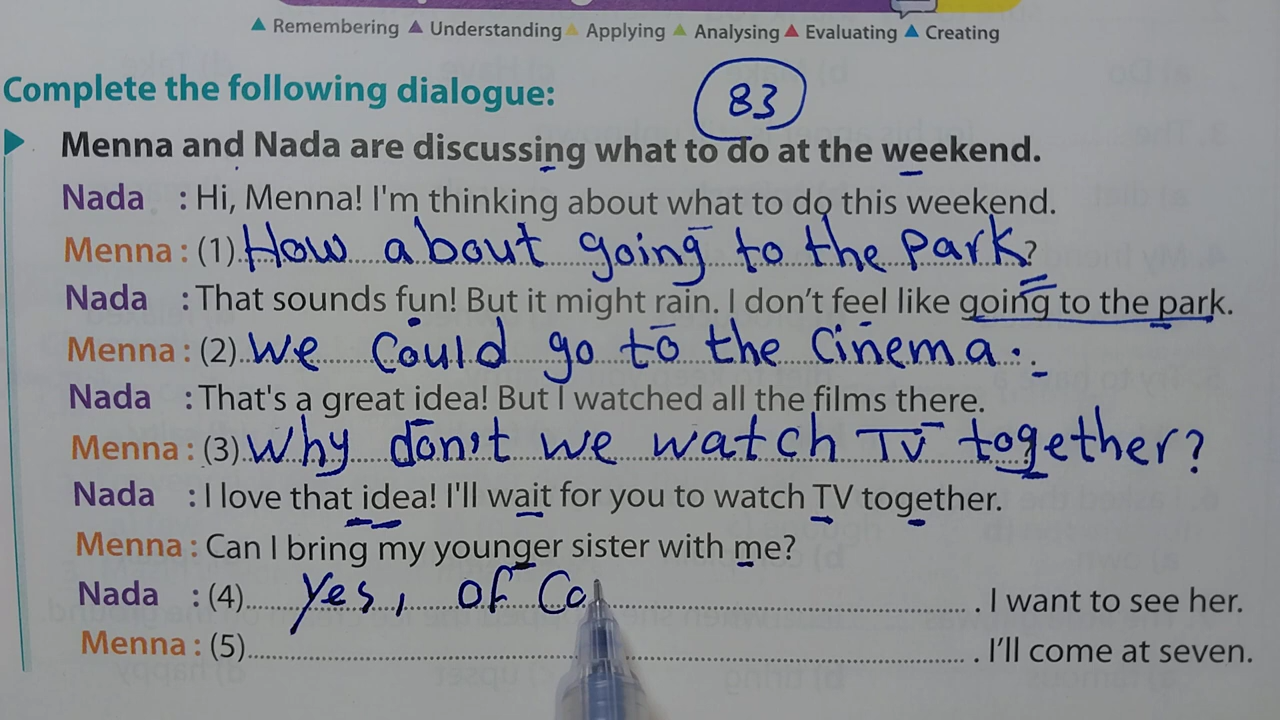 Remembering Understanding Applying Analysing Evaluating Creating
Complete the following dialogue: 83
Menna and Nada are discussing what to do at the weekend.
Nada : Hi, Menna! I'm thinking about what to do this weekend.
Menna : (1) How about going to the park?
Nada : That sounds fun! But it might rain. I don't feel like going to the park.
Menna : (2) we could go to the cinema.
Nada : That's a great idea! But I watched all the films there.
Menna : (3) Why don't we watch TV together?
Nada : I love that idea! I'll wait for you to watch TV together.
Menna : Can I bring my younger sister with me?
Nada : (4) Yes, of Co . I want to see her.
Menna : (5) . I'll come at seven.